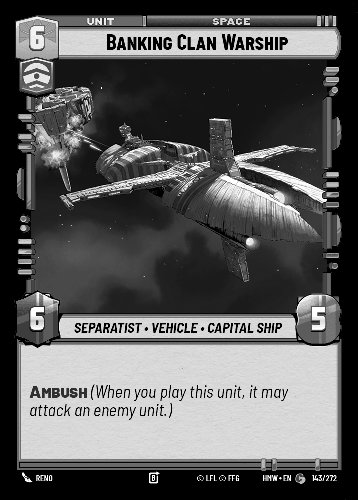 UNIT
SPACE
6
BANKING CLAN WARSHIP
6
5
SEPARATIST • VEHICLE • CAPITAL SHIP
AMBUSH (When you play this unit, it may
attack an enemy unit.)
RENO
© LFL © FFG
HMW • EN
143/272